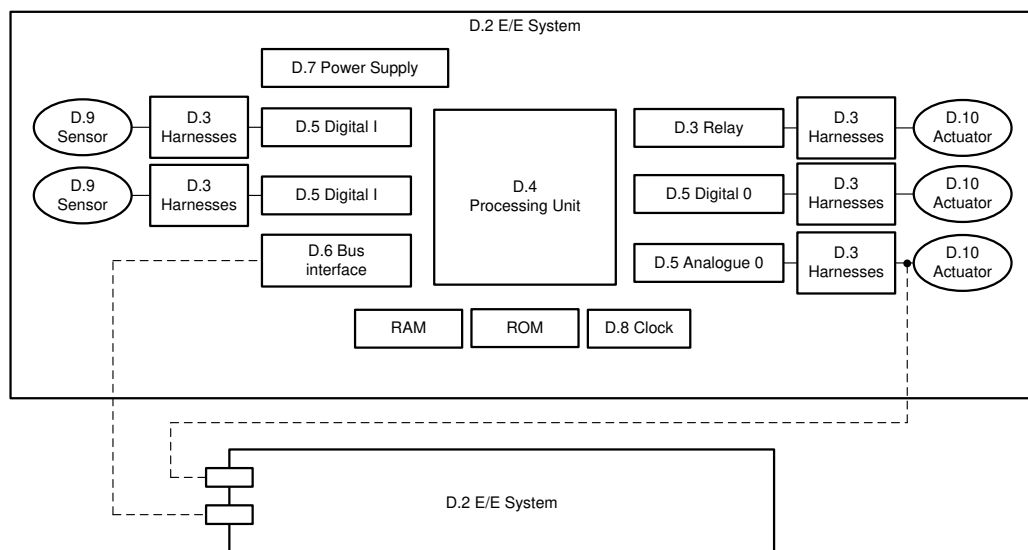 D.2 E/E System
D.7 Power Supply
D.9
Sensor
D.3
Harnesses
D.5 Digital I
D.9
Sensor
D.3
Harnesses
D.5 Digital I
D.6 Bus
interface
D.4
Processing Unit
D.3 Relay
D.3
Harnesses
D.10
Actuator
D.5 Digital 0
D.3
Harnesses
D.10
Actuator
D.5 Analogue 0
D.3
Harnesses
D.10
Actuator
RAM
ROM
D.8 Clock
D.2 E/E System